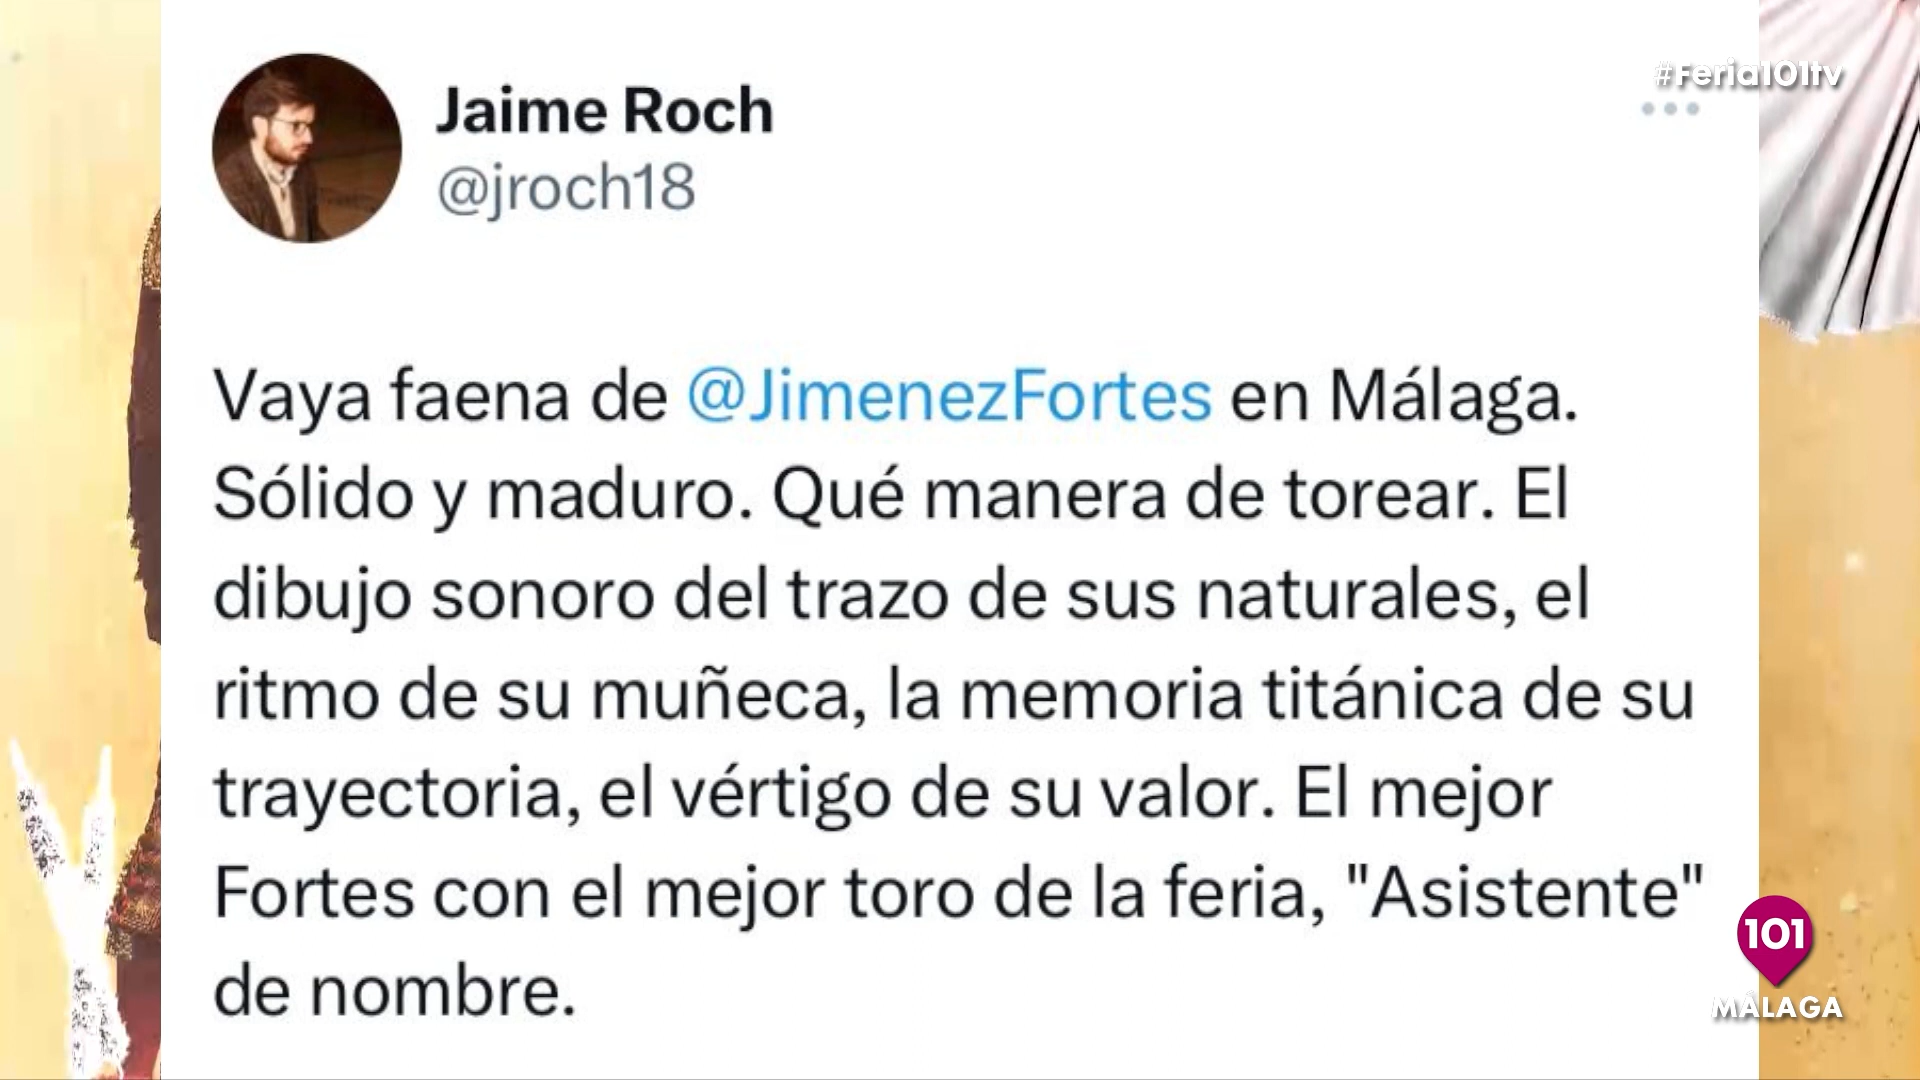 #Feria101tv
Jaime Roch
@jroch18
Vaya faena de @JimenezFortes en Málaga.
Sólido y maduro. Qué manera de torear. El
dibujo sonoro del trazo de sus naturales, el
ritmo de su muñeca, la memoria titánica de su
trayectoria, el vértigo de su valor. El mejor
Fortes con el mejor toro de la feria, "Asistente"
de nombre.
101
MÁLAGA